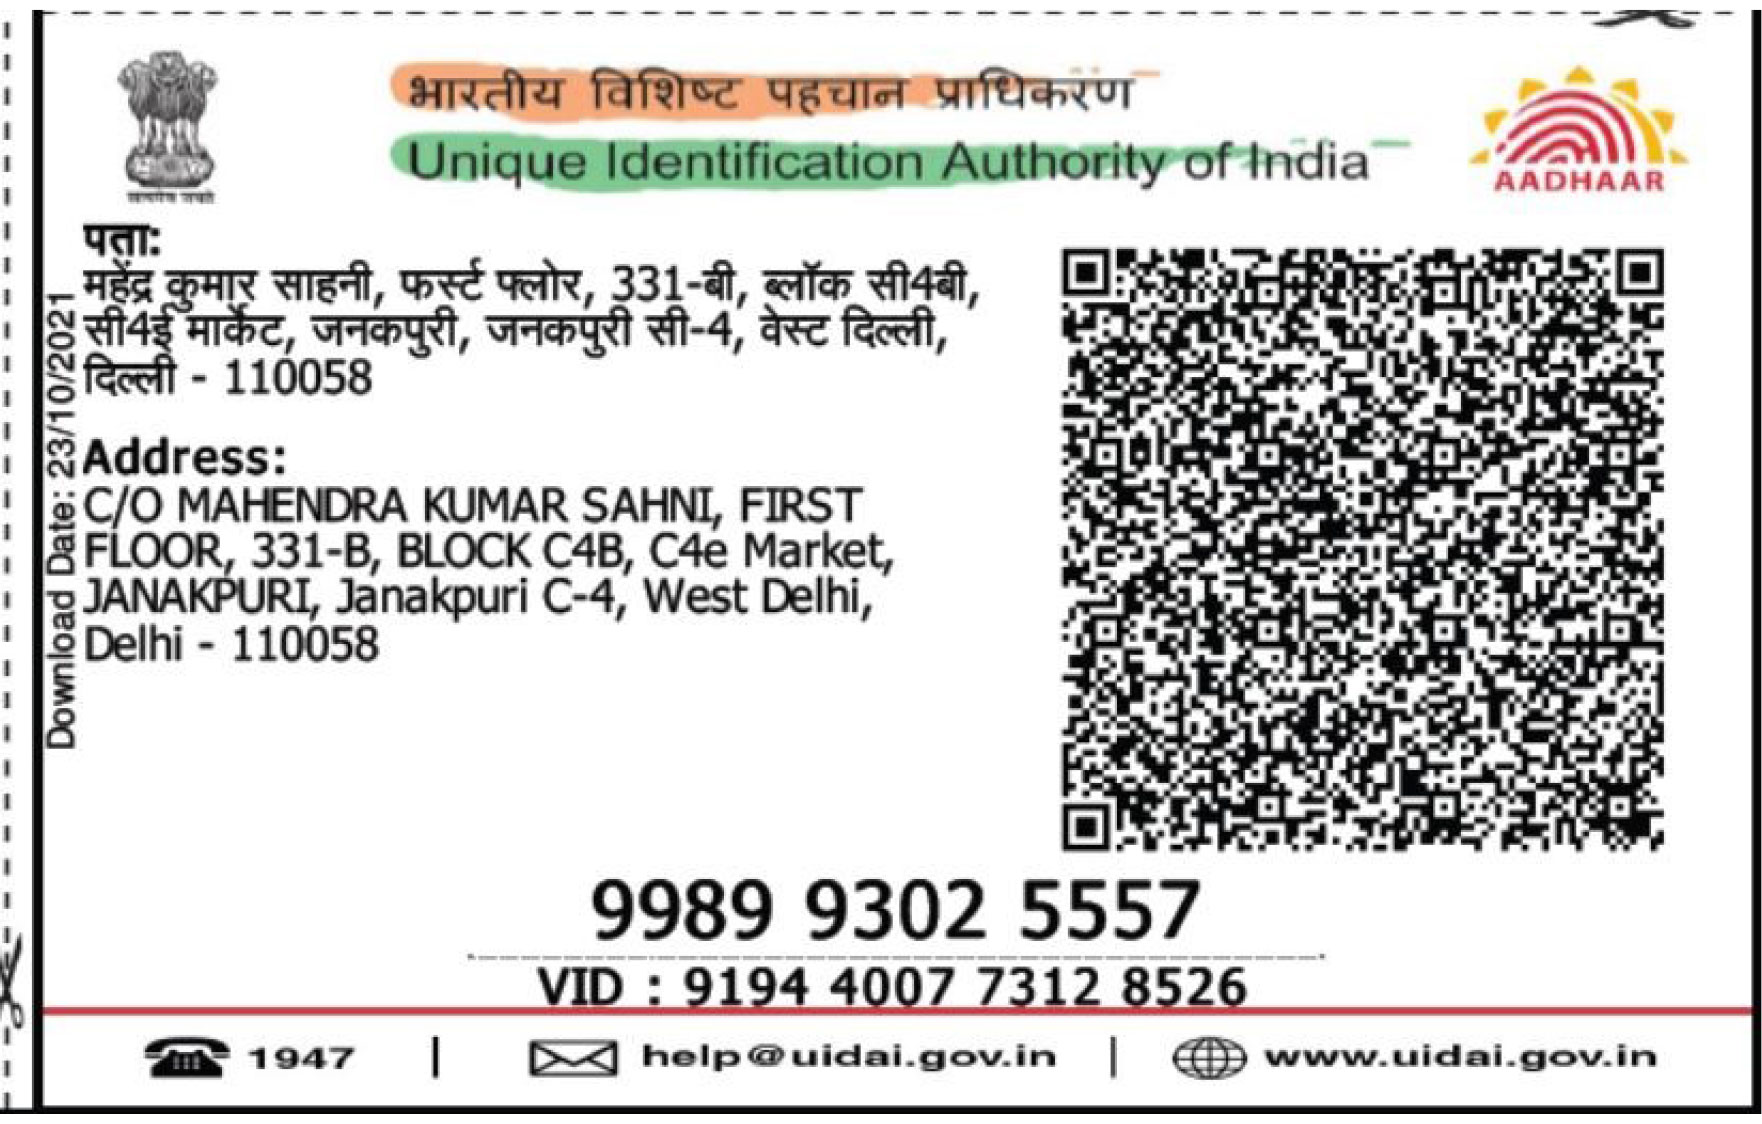 भारतीय विशिष्ट पहचान प्राधिकरण
Unique Identification Authority of India
AADHAAR
पता:
महेंद्र कुमार साहनी, फर्स्ट फ्लोर, 331-बी, ब्लॉक सी4बी,
सी4ई मार्केट, जनकपुरी, जनकपुरी सी-4, वेस्ट दिल्ली,
दिल्ली - 110058
Address:
C/O MAHENDRA KUMAR SAHNI, FIRST
FLOOR, 331-B, BLOCK C4B, C4e Market,
JANAKPURI, Janakpuri C-4, West Delhi,
Delhi - 110058
Download Date: 23/10/2021
9989 9302 5557
VID : 9194 4007 7312 8526
1947 | help@uidai.gov.in | www.uidai.gov.in